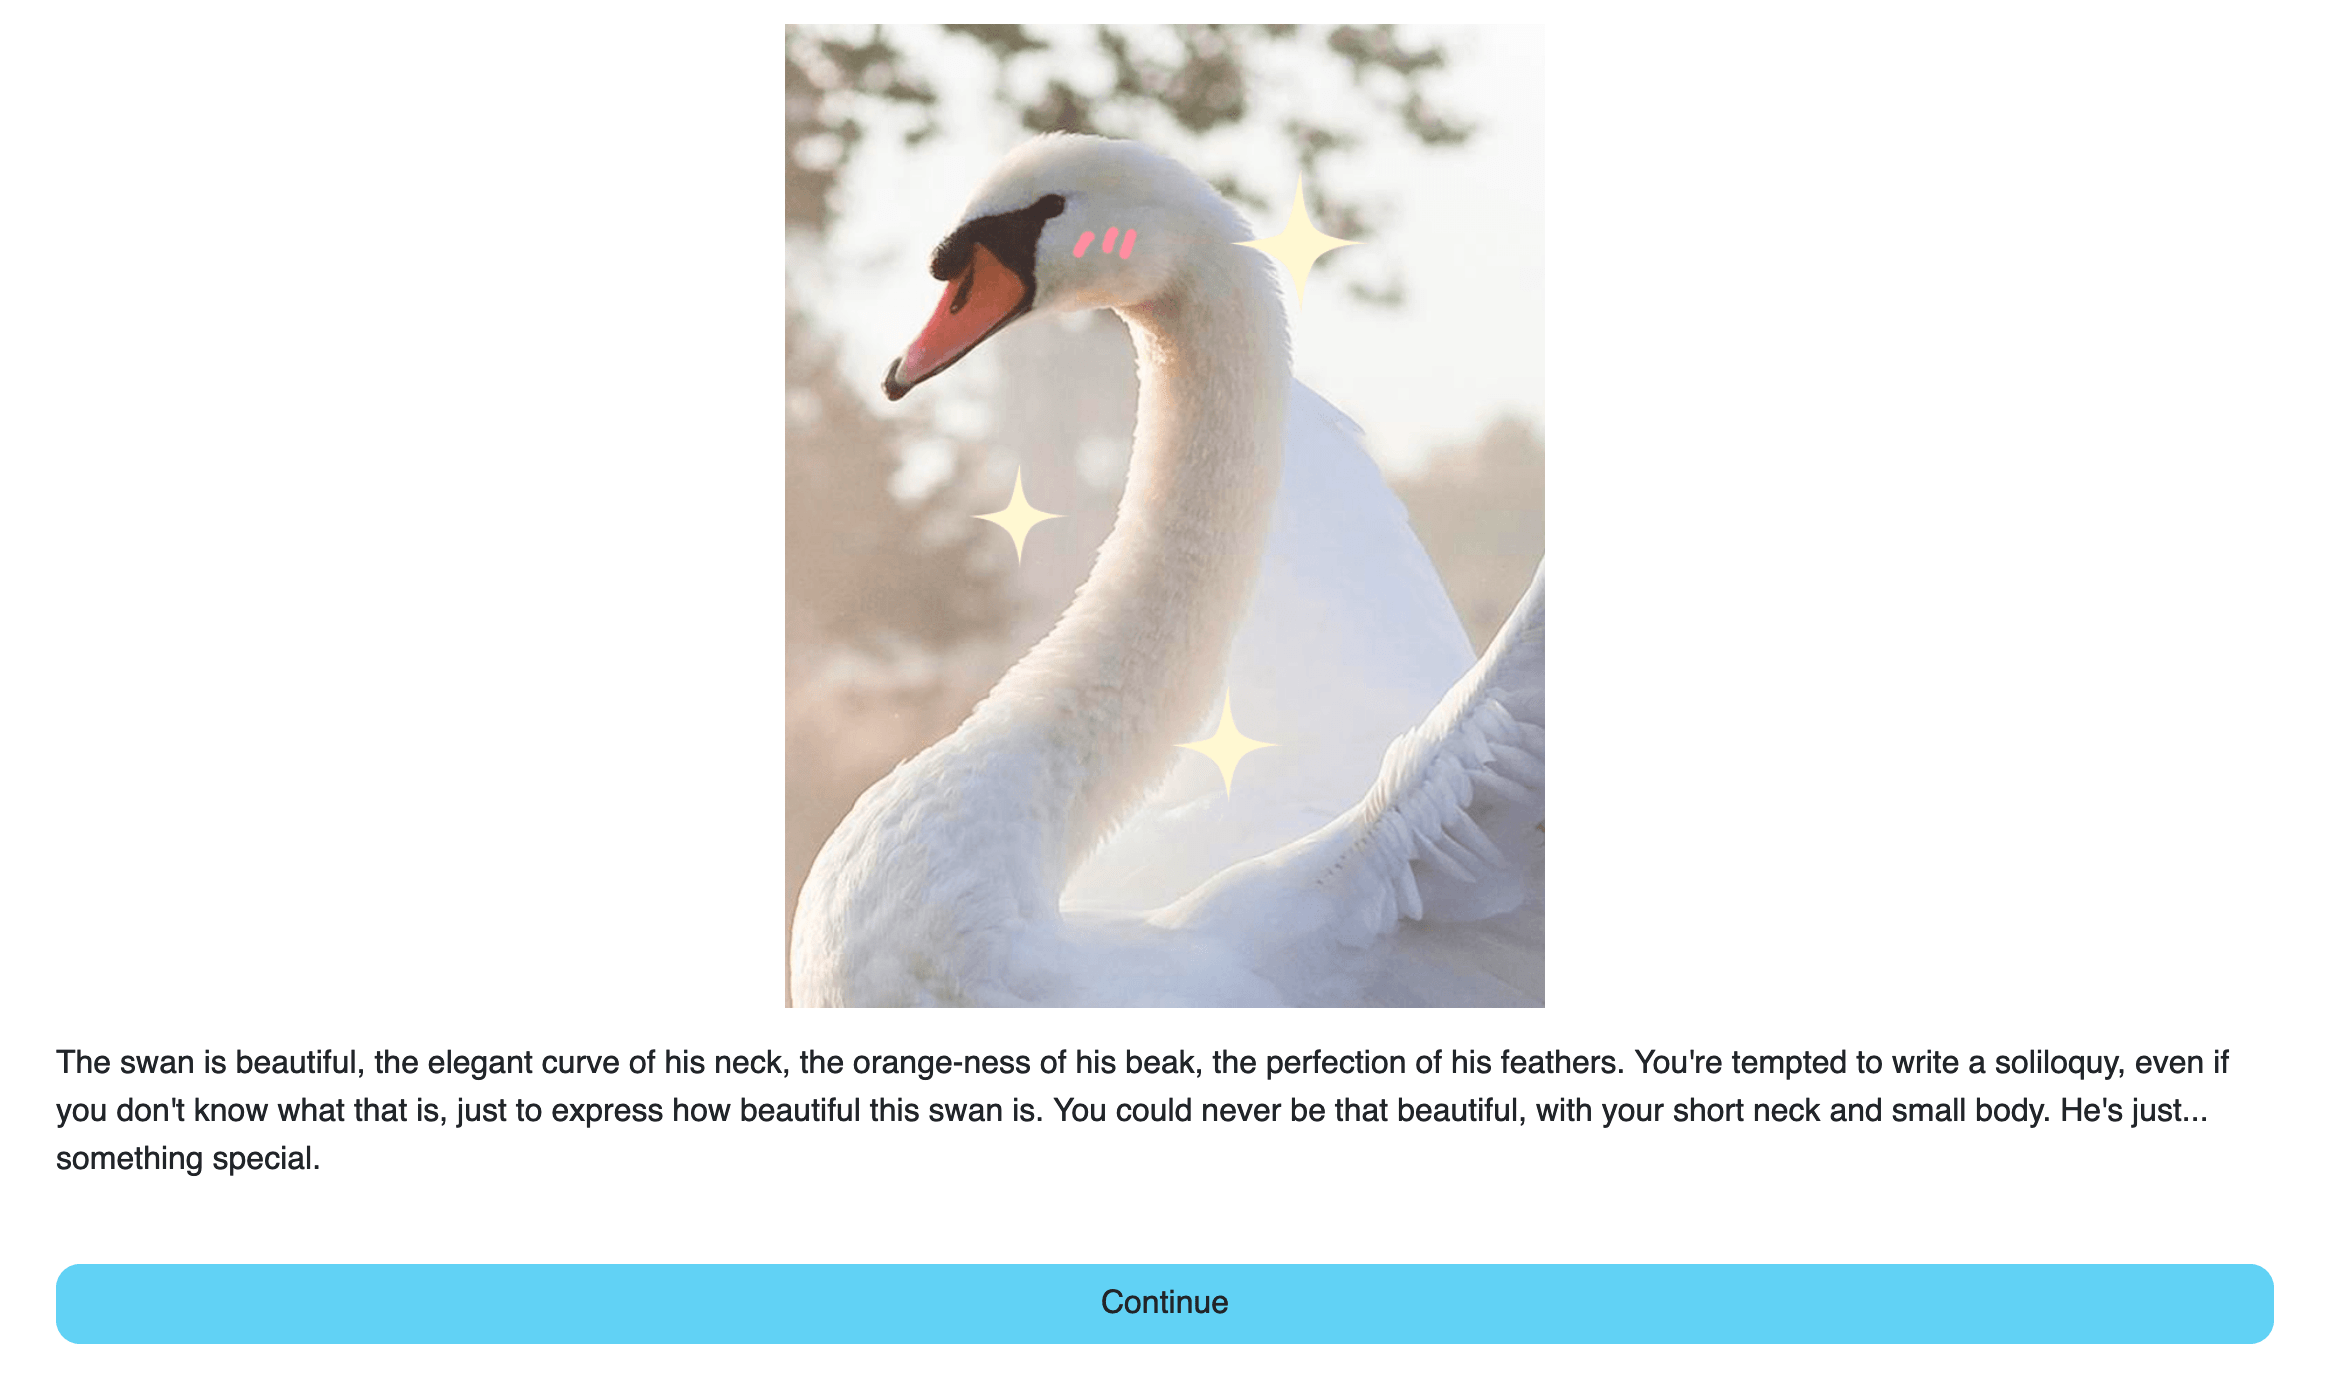 The swan is beautiful, the elegant curve of his neck, the orange-ness of his beak, the perfection of his feathers. You're tempted to write a soliloquy, even if
you don't know what that is, just to express how beautiful this swan is. You could never be that beautiful, with your short neck and small body. He's just...
something special.
Continue